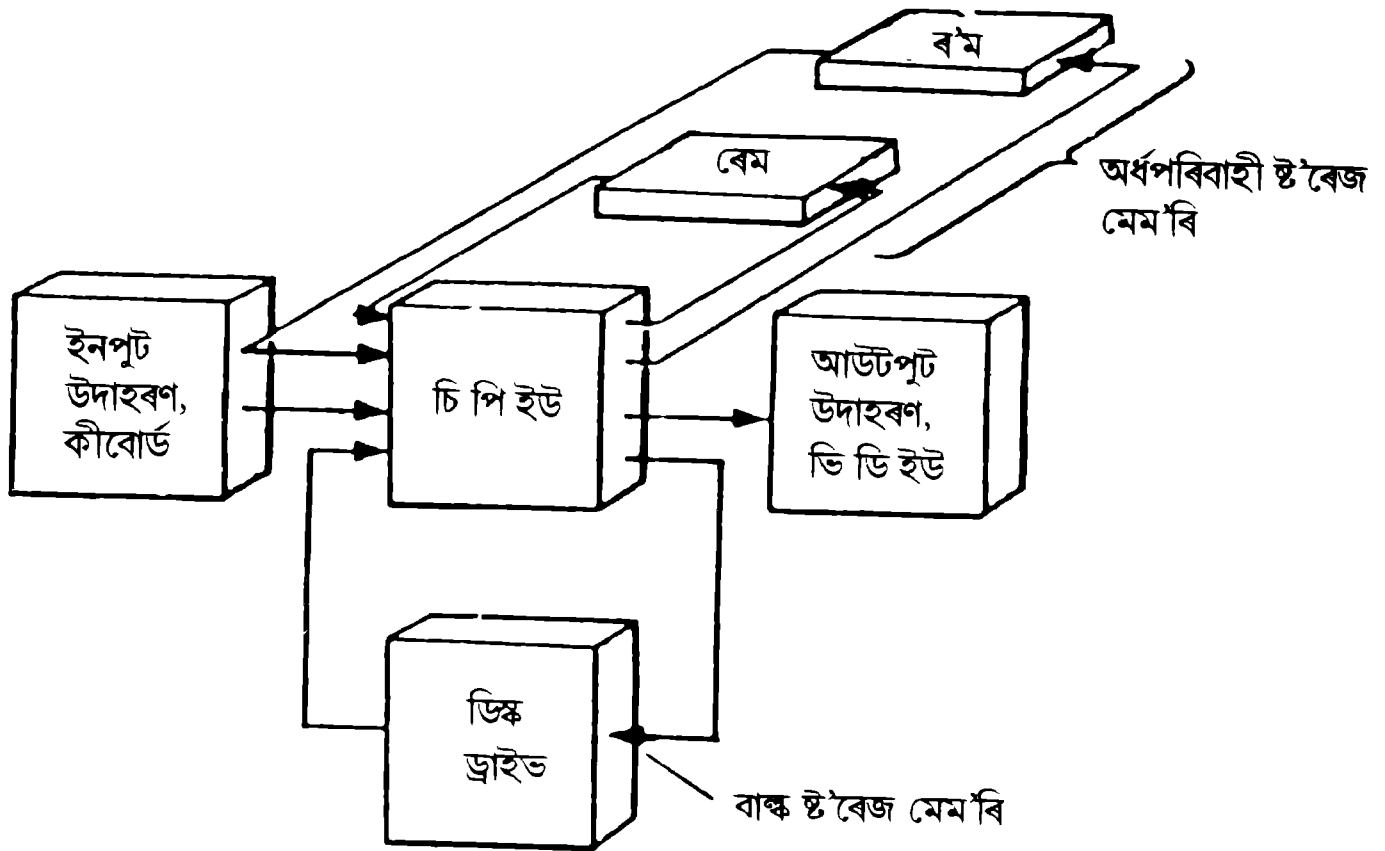 ৰ'ম
ৰেম
অৰ্ধপৰিবাহী ষ্ট'ৰেজ
মেম'ৰি
ইনপুট
উদাহৰণ,
কীবোৰ্ড
চি পি ইউ
আউটপুট
উদাহৰণ,
ভি ডি ইউ
ডিস্ক
ড্ৰাইভ
বাল্ক ষ্ট'ৰেজ মেম'ৰি